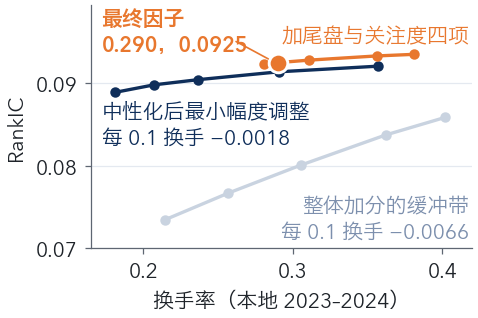 最终因子
0.290，0.0925
加尾盘与关注度四项
0.09
中性化后最小幅度调整
每 0.1 换手 −0.0018
RankIC
0.08
整体加分的缓冲带
每 0.1 换手 −0.0066
0.07
0.2
0.3
0.4
换手率（本地 2023–2024）